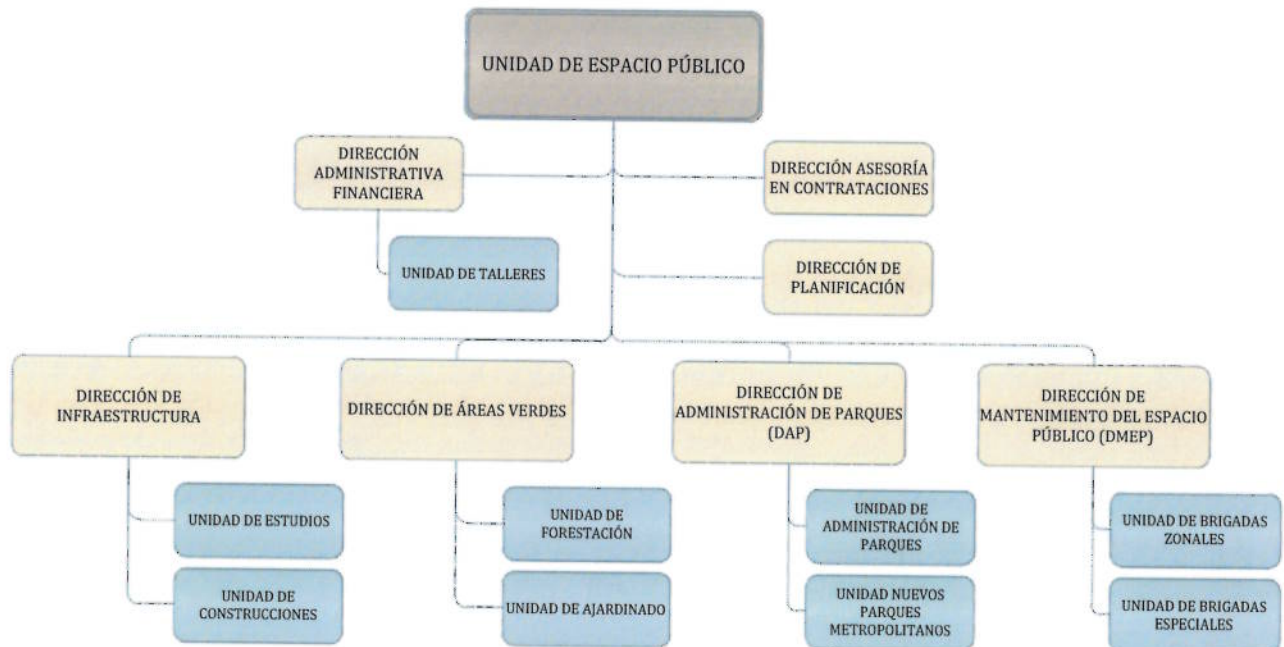 UNIDAD DE ESPACIO PÚBLICO
DIRECCIÓN
ADMINISTRATIVA
FINANCIERA
DIRECCIÓN ASESORÍA
EN CONTRATACIONES
UNIDAD DE TALLERES
DIRECCIÓN DE
PLANIFICACIÓN
DIRECCIÓN DE
INFRAESTRUCTURA
DIRECCIÓN DE ÁREAS VERDES
DIRECCIÓN DE
ADMINISTRACIÓN DE PARQUES
(DAP)
DIRECCIÓN DE
MANTENIMIENTO DEL ESPACIO
PÚBLICO (DMEP)
UNIDAD DE ESTUDIOS
UNIDAD DE
FORESTACIÓN
UNIDAD DE
ADMINISTRACIÓN DE
PARQUES
UNIDAD DE BRIGADAS
ZONALES
UNIDAD DE
CONSTRUCCIONES
UNIDAD DE AJARDINADO
UNIDAD NUEVOS
PARQUES
METROPOLITANOS
UNIDAD DE BRIGADAS
ESPECIALES